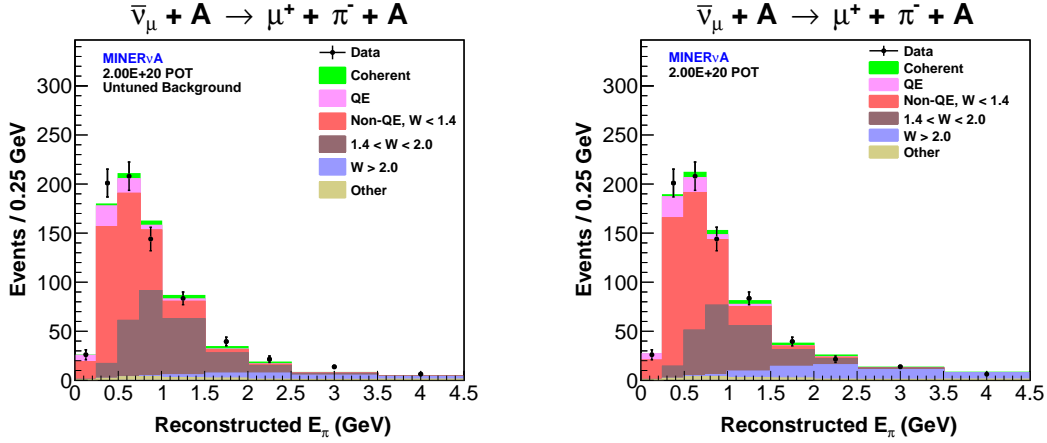 ν̅μ + A → μ+ + π- + A
MINERνA
2.00E+20 POT
Untuned Background
Data
Coherent
QE
Non-QE, W < 1.4
1.4 < W < 2.0
W > 2.0
Other
Events / 0.25 GeV
300
250
200
150
100
50
0
0 0.5 1 1.5 2 2.5 3 3.5 4 4.5
Reconstructed Eπ (GeV)
ν̅μ + A → μ+ + π- + A
MINERνA
2.00E+20 POT
Data
Coherent
QE
Non-QE, W < 1.4
1.4 < W < 2.0
W > 2.0
Other
Events / 0.25 GeV
300
250
200
150
100
50
0
0 0.5 1 1.5 2 2.5 3 3.5 4 4.5
Reconstructed Eπ (GeV)